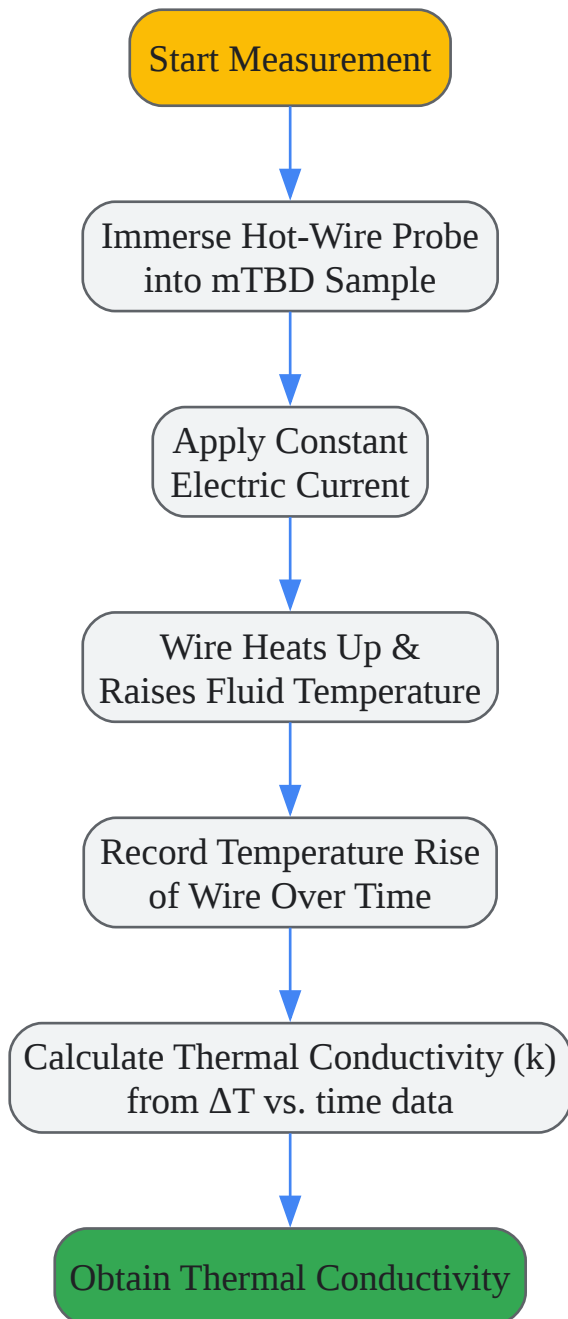 Start Measurement
Immerse Hot-Wire Probe
into mTBD Sample
Apply Constant
Electric Current
Wire Heats Up &
Raises Fluid Temperature
Record Temperature Rise
of Wire Over Time
Calculate Thermal Conductivity (k)
from ΔT vs. time data
Obtain Thermal Conductivity